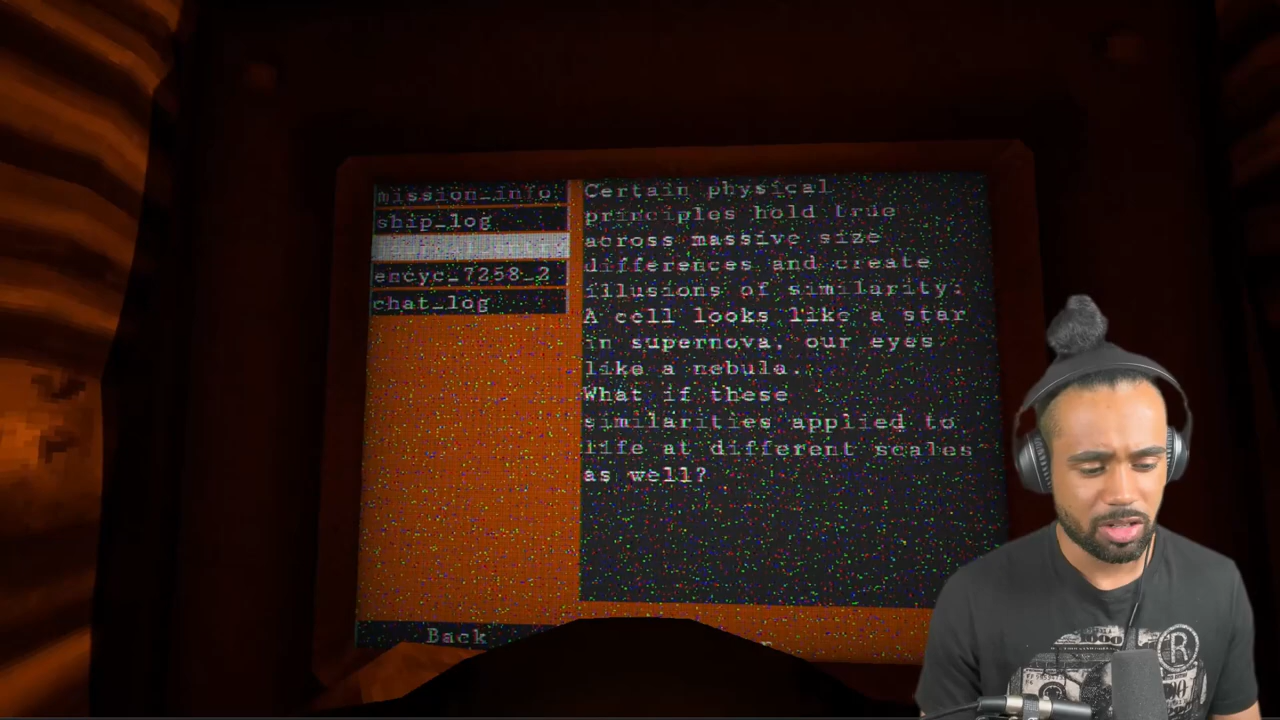 mission_info
ship_log
encyc_7258_2
chat_log
Certain physical
principles hold true
across massive size
differences and create
illusions of similarity:
A cell looks like a star
in supernova, our eyes
like a nebula.
What if these
similarities applied to
life at different scales
as well?
Back